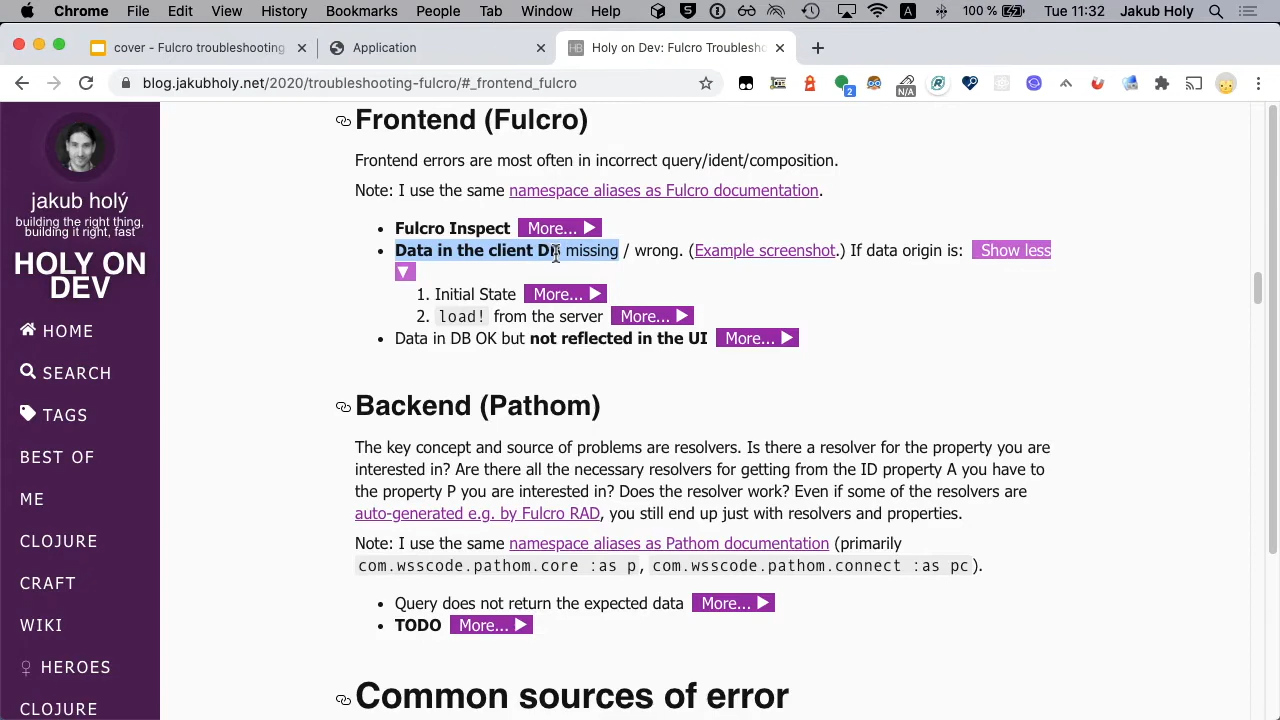 Chrome File Edit View History Bookmarks People Tab Window Help 100 % Tue 11:32 Jakub Holy
cover - Fulcro troubleshooting
Application
Holy on Dev: Fulcro Troublesh
blog.jakubholy.net/2020/troubleshooting-fulcro/#_frontend_fulcro
2
N/A
jakub holý
building the right thing,
building it right, fast
HOLY ON
DEV
HOME
SEARCH
TAGS
BEST OF
ME
CLOJURE
CRAFT
WIKI
HEROES
CLOJURE
Frontend (Fulcro)
Frontend errors are most often in incorrect query/ident/composition.
Note: I use the same namespace aliases as Fulcro documentation.
• Fulcro Inspect More... ▶
• Data in the client DB missing / wrong. (Example screenshot.) If data origin is: Show less
▼
1. Initial State More... ▶
2. load! from the server More... ▶
• Data in DB OK but not reflected in the UI More... ▶
Backend (Pathom)
The key concept and source of problems are resolvers. Is there a resolver for the property you are
interested in? Are there all the necessary resolvers for getting from the ID property A you have to
the property P you are interested in? Does the resolver work? Even if some of the resolvers are
auto-generated e.g. by Fulcro RAD, you still end up just with resolvers and properties.
Note: I use the same namespace aliases as Pathom documentation (primarily
com.wsscode.pathom.core :as p, com.wsscode.pathom.connect :as pc).
• Query does not return the expected data More... ▶
• TODO More... ▶
Common sources of error